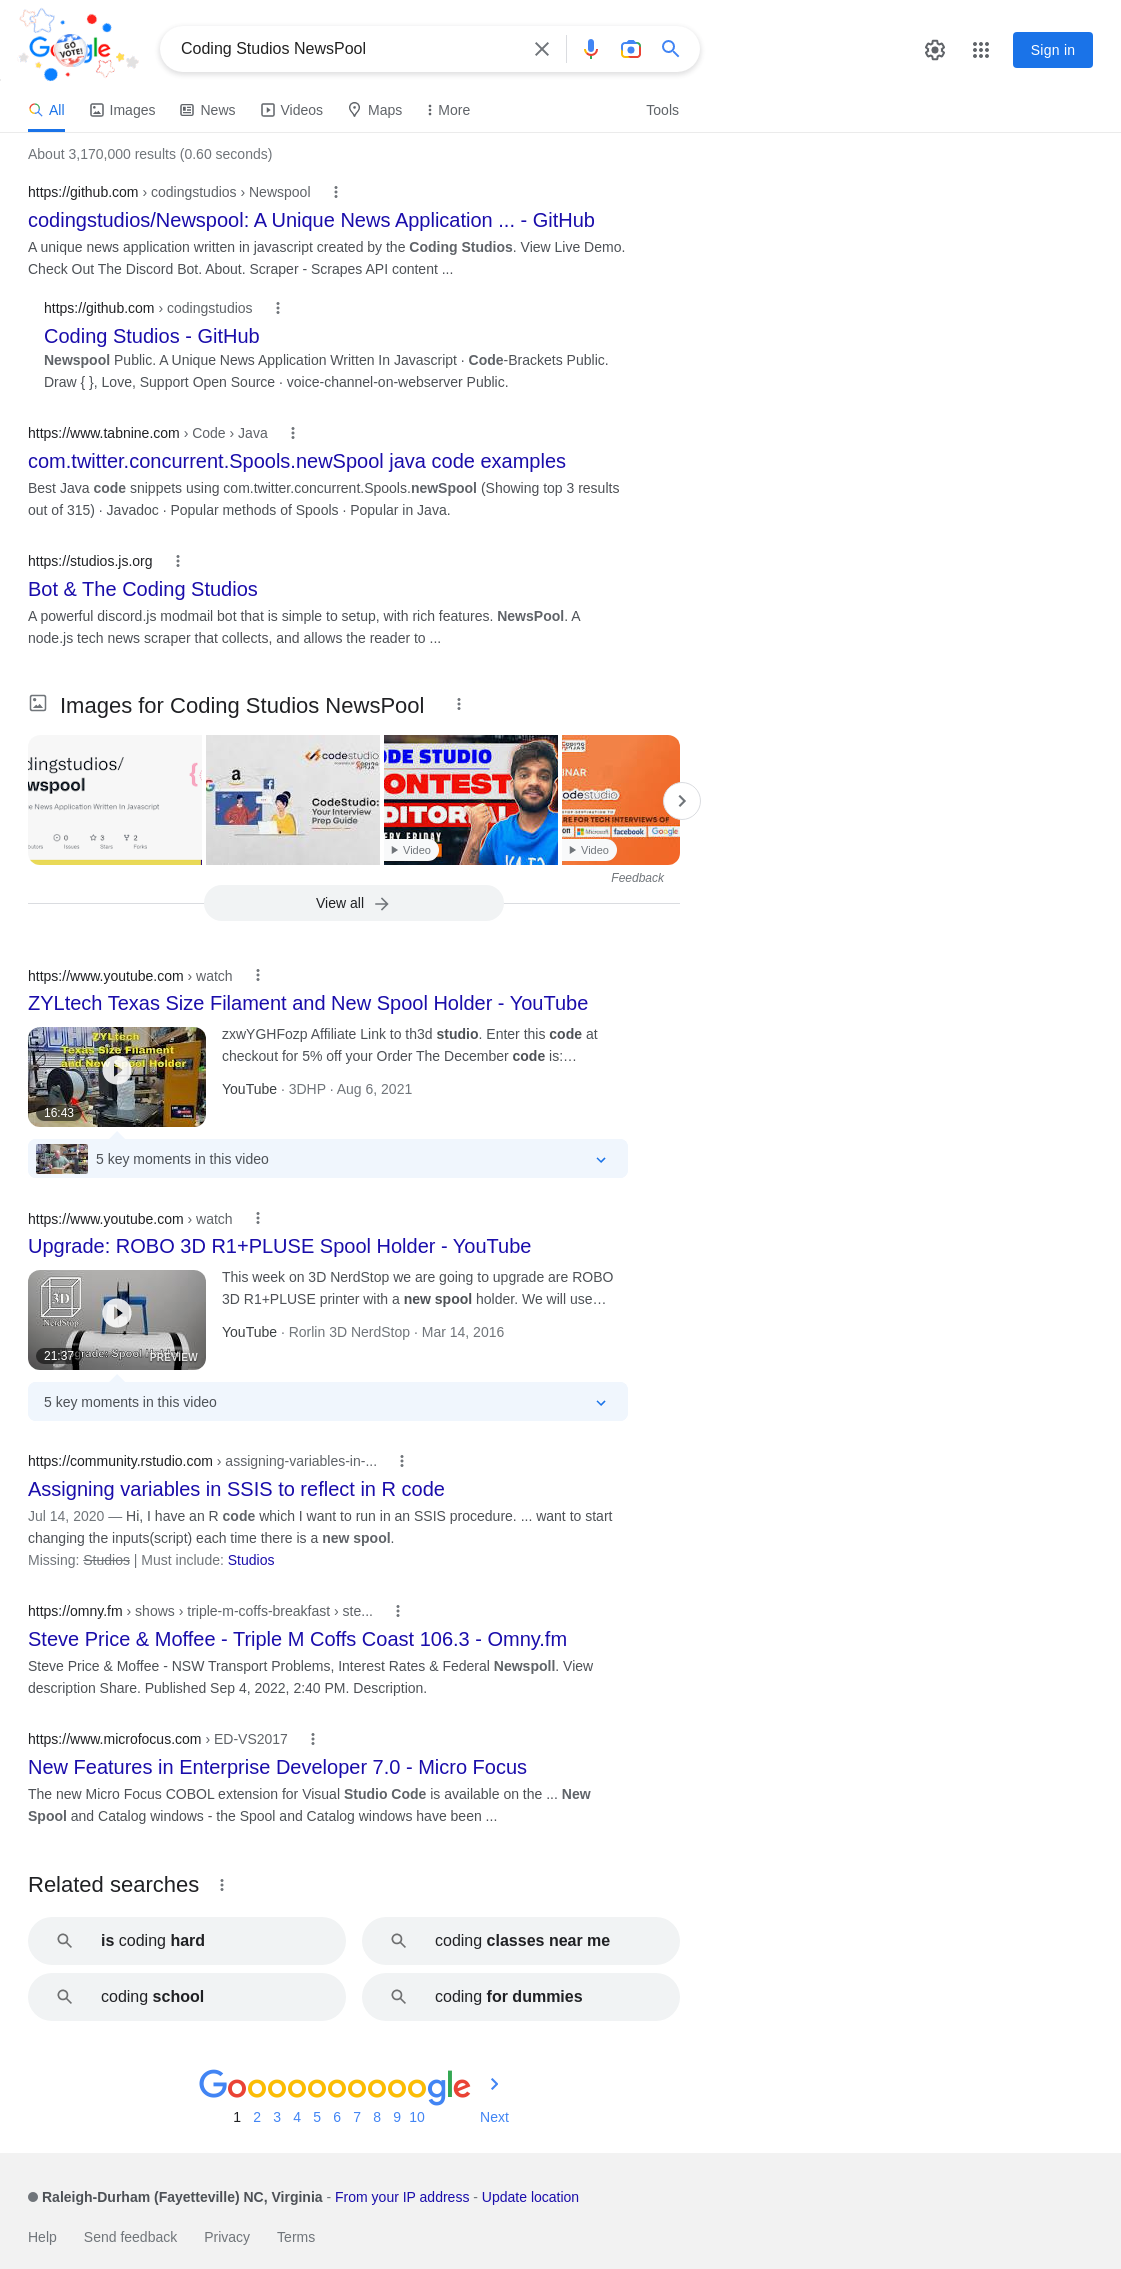 Google
GO VOTE!
Coding Studios NewsPool
Sign in
All Images News Videos Maps More Tools
About 3,170,000 results (0.60 seconds)
https://github.com › codingstudios › Newspool
codingstudios/Newspool: A Unique News Application ... - GitHub
A unique news application written in javascript created by the Coding Studios. View Live Demo.
Check Out The Discord Bot. About. Scraper - Scrapes API content ...
https://github.com › codingstudios
Coding Studios - GitHub
Newspool Public. A Unique News Application Written In Javascript · Code-Brackets Public.
Draw { }, Love, Support Open Source · voice-channel-on-webserver Public.
https://www.tabnine.com › Code › Java
com.twitter.concurrent.Spools.newSpool java code examples
Best Java code snippets using com.twitter.concurrent.Spools.newSpool (Showing top 3 results
out of 315) · Javadoc · Popular methods of Spools · Popular in Java.
https://studios.js.org
Bot & The Coding Studios
A powerful discord.js modmail bot that is simple to setup, with rich features. NewsPool. A
node.js tech news scraper that collects, and allows the reader to ...
Images for Coding Studios NewsPool
dingstudios/
wspool
e News Application Written In Javascript
0 3 2
utors Issues Stars Forks
codestudio
CodeStudio:
Your Interview
Prep Guide
ODE STUDIO
CONTEST
DITORIAL
ERY FRIDAY
Video
INAR
odestudio
RE FOR TECH INTERVIEWS OF
on Microsoft facebook Google
Video
Feedback
View all
https://www.youtube.com › watch
ZYLtech Texas Size Filament and New Spool Holder - YouTube
ZYLtech
Texas Size Filament
and New Spool Holder
16:43
zxwYGHFozp Affiliate Link to th3d studio. Enter this code at
checkout for 5% off your Order The December code is:…
YouTube · 3DHP · Aug 6, 2021
5 key moments in this video
https://www.youtube.com › watch
Upgrade: ROBO 3D R1+PLUSE Spool Holder - YouTube
3D
NerdStop
21:37
PREVIEW
This week on 3D NerdStop we are going to upgrade are ROBO
3D R1+PLUSE printer with a new spool holder. We will use…
YouTube · Rorlin 3D NerdStop · Mar 14, 2016
5 key moments in this video
https://community.rstudio.com › assigning-variables-in-...
Assigning variables in SSIS to reflect in R code
Jul 14, 2020 — Hi, I have an R code which I want to run in an SSIS procedure. ... want to start
changing the inputs(script) each time there is a new spool.
Missing: Studios | Must include: Studios
https://omny.fm › shows › triple-m-coffs-breakfast › ste...
Steve Price & Moffee - Triple M Coffs Coast 106.3 - Omny.fm
Steve Price & Moffee - NSW Transport Problems, Interest Rates & Federal Newspoll. View
description Share. Published Sep 4, 2022, 2:40 PM. Description.
https://www.microfocus.com › ED-VS2017
New Features in Enterprise Developer 7.0 - Micro Focus
The new Micro Focus COBOL extension for Visual Studio Code is available on the ... New
Spool and Catalog windows - the Spool and Catalog windows have been ...
Related searches
is coding hard
coding classes near me
coding school
coding for dummies
Goooooooooogle
1 2 3 4 5 6 7 8 9 10 Next
Raleigh-Durham (Fayetteville) NC, Virginia - From your IP address - Update location
Help Send feedback Privacy Terms